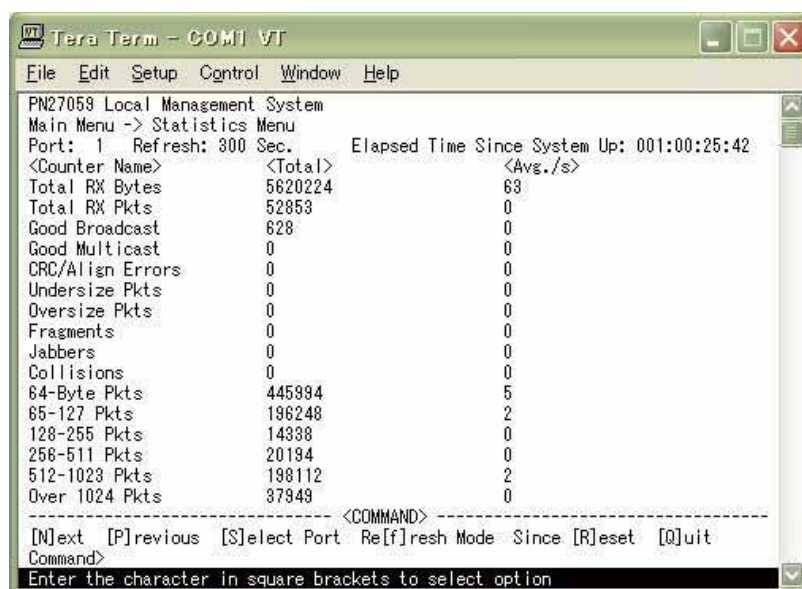 Tera Term - COM1 VT
File Edit Setup Control Window Help
PN27059 Local Management System
Main Menu -> Statistics Menu
Port: 1 Refresh: 300 Sec. Elapsed Time Since System Up: 001:00:25:42
<Counter Name> <Total> <Avg./s>
Total RX Bytes 5620224 63
Total RX Pkts 52853 0
Good Broadcast 628 0
Good Multicast 0 0
CRC/Align Errors 0 0
Undersize Pkts 0 0
Oversize Pkts 0 0
Fragments 0 0
Jabbers 0 0
Collisions 0 0
64-Byte Pkts 445994 5
65-127 Pkts 196248 2
128-255 Pkts 14338 0
256-511 Pkts 20194 0
512-1023 Pkts 198112 2
Over 1024 Pkts 37949 0
---------------------------------- <COMMAND> -------------------------------------
[N]ext [P]revious [S]elect Port Re[f]resh Mode Since [R]eset [Q]uit
Command>
Enter the character in square brackets to select option